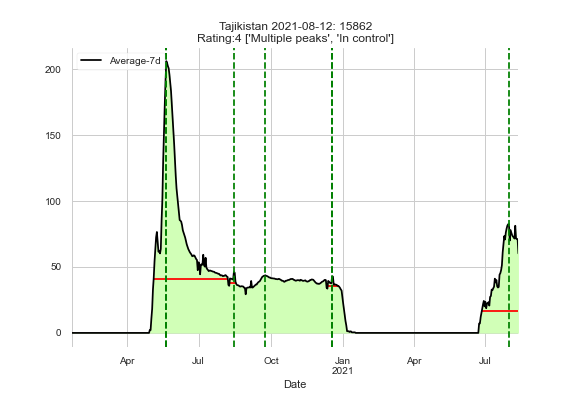 Tajikistan 2021-08-12: 15862
Rating:4 ['Multiple peaks', 'In control']
Average-7d
200
150
100
50
0
Apr
Jul
Oct
Jan
2021
Apr
Jul
Date